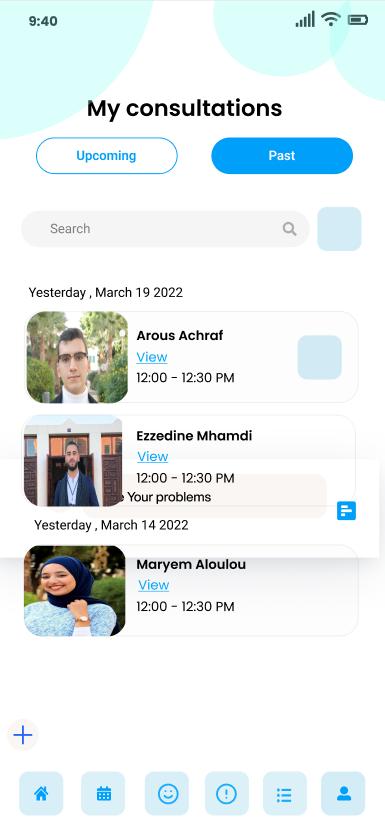 9:40
My consultations
Upcoming
Past
Search
Yesterday , March 19 2022
Arous Achraf
View
12:00 - 12:30 PM
Ezzedine Mhamdi
View
12:00 - 12:30 PM
e Your problems
Yesterday , March 14 2022
Maryem Aloulou
View
12:00 - 12:30 PM